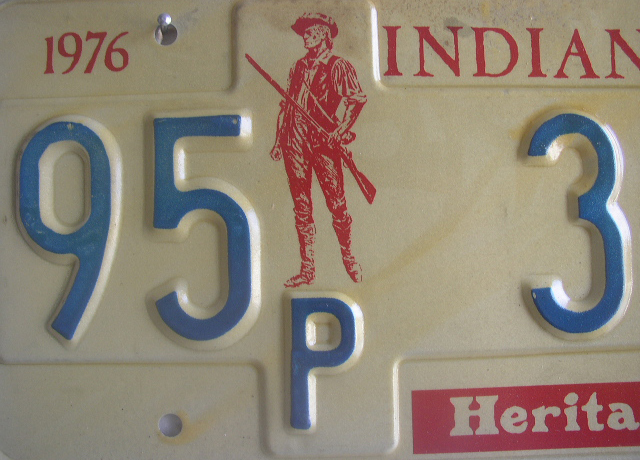 1976 INDIAN
95 3
P
Herita